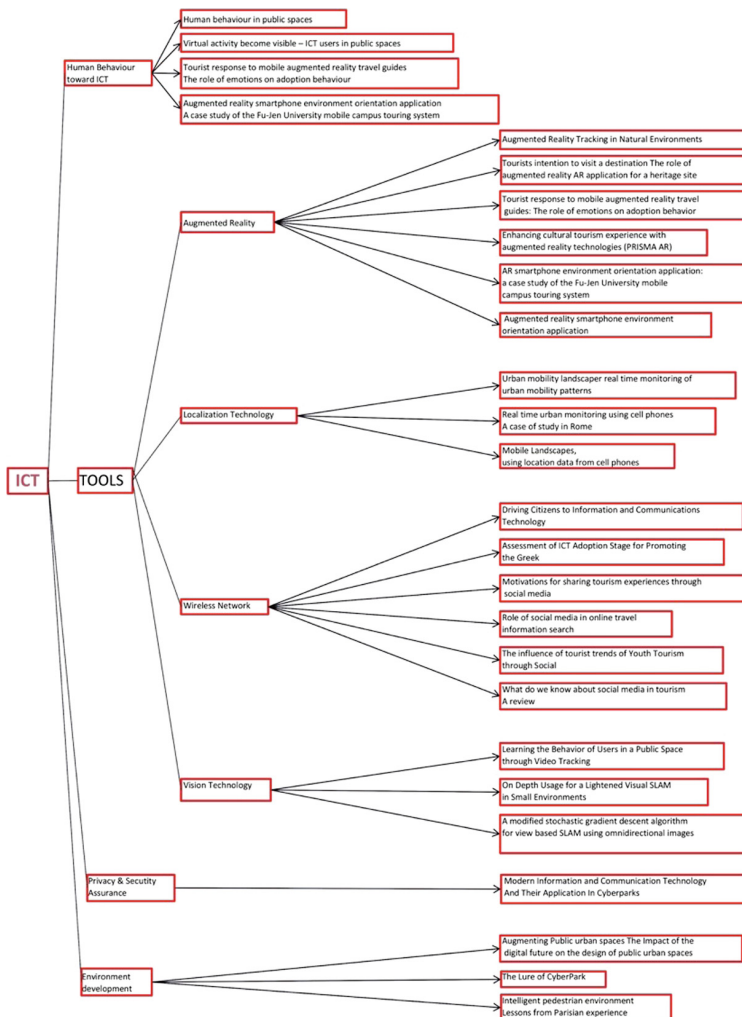 Human behaviour in public spaces
Virtual activity become visible – ICT users in public spaces
Human Behaviour
toward ICT
Tourist response to mobile augmented reality travel guides
The role of emotions on adoption behaviour
Augmented reality smartphone environment orientation application
A case study of the Fu-Jen University mobile campus touring system
Augmented Reality Tracking in Natural Environments
Tourists intention to visit a destination The role of
augmented reality AR application for a heritage site
Augmented Reality
Tourist response to mobile augmented reality travel
guides: The role of emotions on adoption behavior
Enhancing cultural tourism experience with
augmented reality technologies (PRISMA AR)
AR smartphone environment orientation application:
a case study of the Fu-Jen University mobile
campus touring system
Augmented reality smartphone environment
orientation application
Urban mobility landscaper real time monitoring of
urban mobility patterns
Localization Technology
Real time urban monitoring using cell phones
A case of study in Rome
Mobile Landscapes,
using location data from cell phones
ICT
TOOLS
Driving Citizens to Information and Communications
Technology
Assessment of ICT Adoption Stage for Promoting
the Greek
Motivations for sharing tourism experiences through
social media
Wireless Network
Role of social media in online travel
information search
The influence of tourist trends of Youth Tourism
through Social
What do we know about social media in tourism
A review
Learning the Behavior of Users in a Public Space
through Video Tracking
Vision Technology
On Depth Usage for a Lightened Visual SLAM
in Small Environments
A modified stochastic gradient descent algorithm
for view based SLAM using omnidirectional images
Privacy & Secutity
Assurance
Modern Information and Communication Technology
And Their Application In Cyberparks
Augmenting Public urban spaces The Impact of the
digital future on the design of public urban spaces
Environment
development
The Lure of CyberPark
Intelligent pedestrian environment
Lessons from Parisian experience